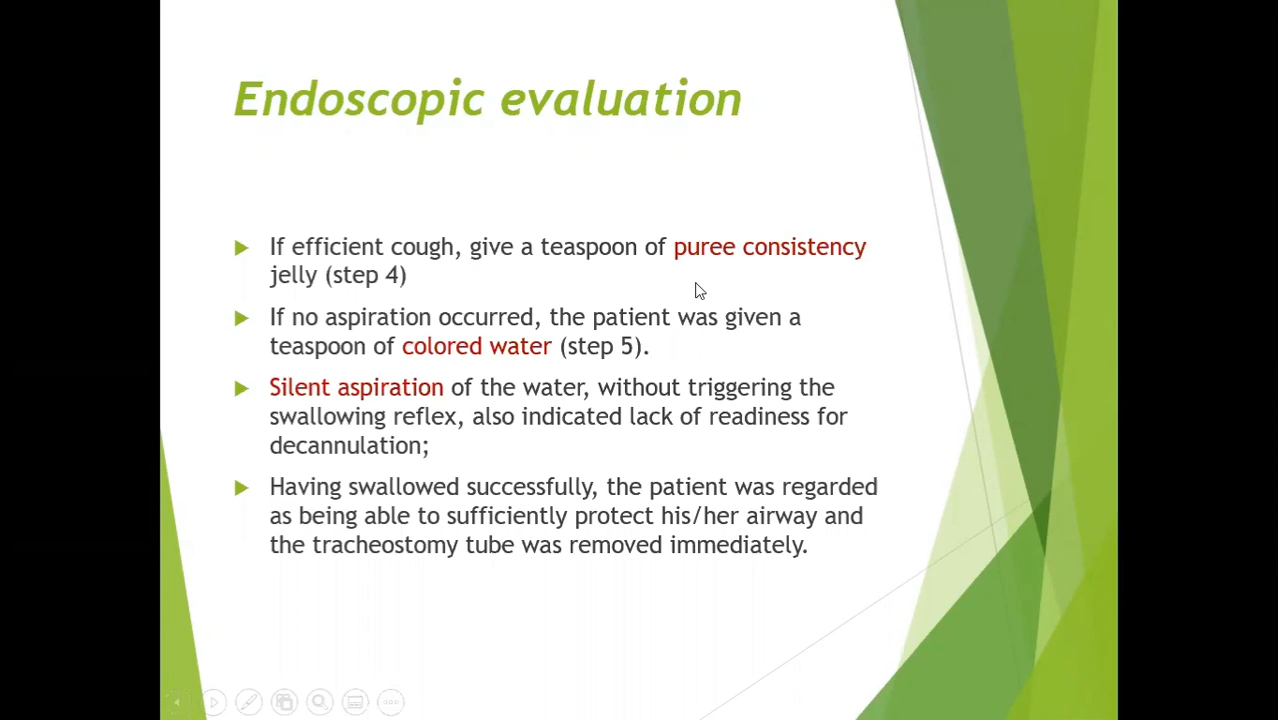 Endoscopic evaluation
If efficient cough, give a teaspoon of puree consistency
jelly (step 4)
If no aspiration occurred, the patient was given a
teaspoon of colored water (step 5).
Silent aspiration of the water, without triggering the
swallowing reflex, also indicated lack of readiness for
decannulation;
Having swallowed successfully, the patient was regarded
as being able to sufficiently protect his/her airway and
the tracheostomy tube was removed immediately.